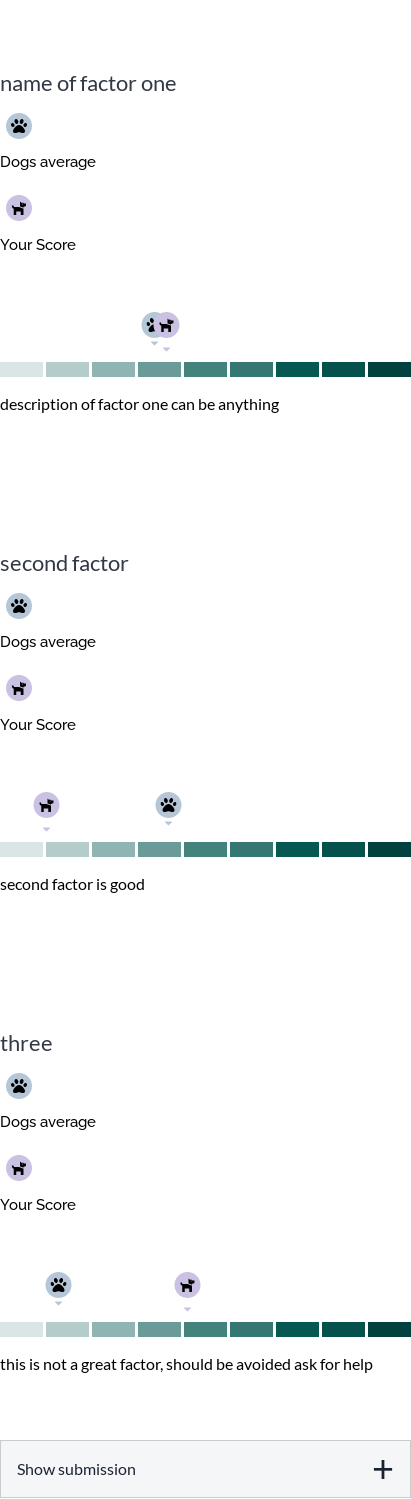 name of factor one
Dogs average
Your Score
description of factor one can be anything
second factor
Dogs average
Your Score
second factor is good
three
Dogs average
Your Score
this is not a great factor, should be avoided ask for help
Show submission